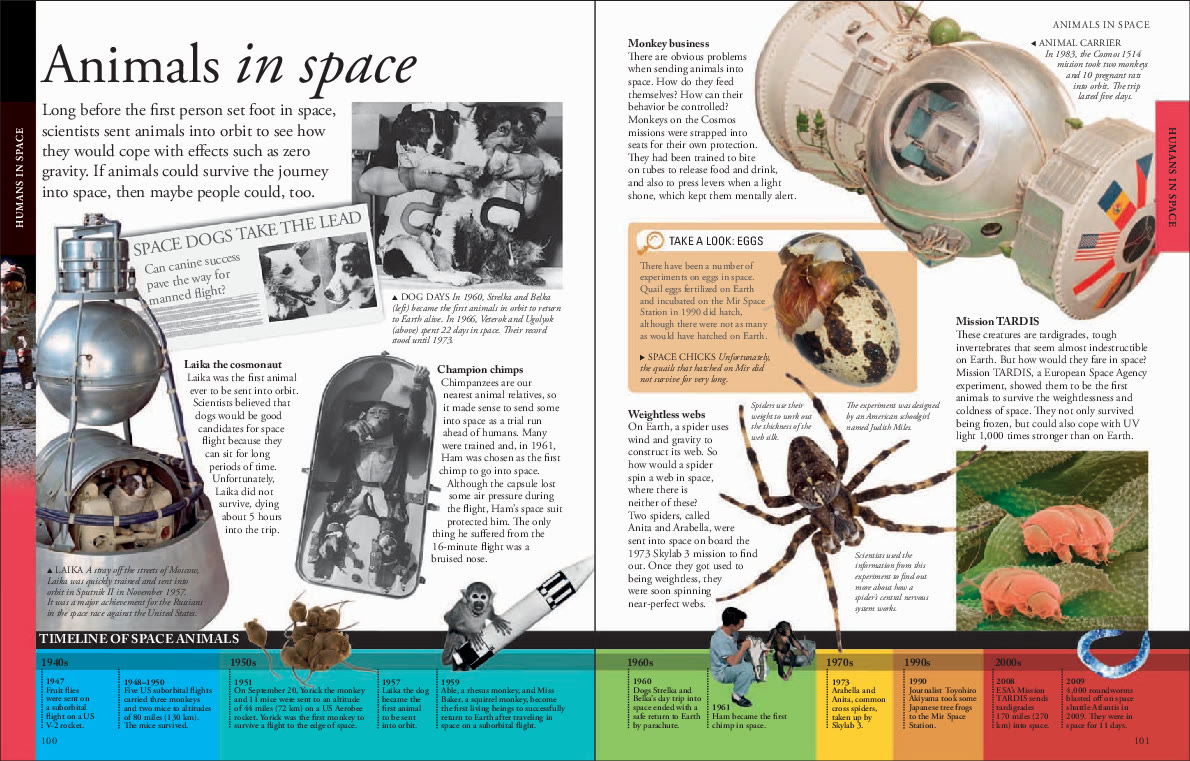 HUMANS IN SPACE
Animals in space
Long before the first person set foot in space,
scientists sent animals into orbit to see how
they would cope with effects such as zero
gravity. If animals could survive the journey
into space, then maybe people could, too.
SPACE DOGS TAKE THE LEAD
Can canine success
pave the way for
manned flight?
▲ DOG DAYS In 1960, Strelka and Belka
(left) became the first animals in orbit to return
to Earth alive. In 1966, Veterok and Ugolyok
(above) spent 22 days in space. Their record
stood until 1973.
Laika the cosmonaut
Laika was the first animal
ever to be sent into orbit.
Scientists believed that
dogs would be good
candidates for space
flight because they
can sit for long
periods of time.
Unfortunately,
Laika did not
survive, dying
about 5 hours
into the trip.
▲ LAIKA A stray off the streets of Moscow,
Laika was quickly trained and sent into
orbit in Sputnik II in November 1957.
It was a major achievement for the Russians
in the space race against the United States.
Champion chimps
Chimpanzees are our
nearest animal relatives, so
it made sense to send some
into space as a trial run
ahead of humans. Many
were trained and, in 1961,
Ham was chosen as the first
chimp to go into space.
Although the capsule lost
some air pressure during
the flight, Ham's space suit
protected him. The only
thing he suffered from the
16-minute flight was a
bruised nose.
ANIMALS IN SPACE
Monkey business
There are obvious problems
when sending animals into
space. How do they feed
themselves? How can their
behavior be controlled?
Monkeys on the Cosmos
missions were strapped into
seats for their own protection.
They had been trained to bite
on tubes to release food and drink,
and also to press levers when a light
shone, which kept them mentally alert.
◀ ANIMAL CARRIER
In 1983, the Cosmos 1514
mission took two monkeys
and 10 pregnant rats
into orbit. The trip
lasted five days.
HUMANS IN SPACE
TAKE A LOOK: EGGS
There have been a number of
experiments on eggs in space.
Quail eggs fertilized on Earth
and incubated on the Mir Space
Station in 1990 did hatch,
although there were not as many
as would have hatched on Earth.
▶ SPACE CHICKS Unfortunately,
the quails that hatched on Mir did
not survive for very long.
Weightless webs
On Earth, a spider uses
wind and gravity to
construct its web. So
how would a spider
spin a web in space,
where there is
neither of these?
Two spiders, called
Anita and Arabella, were
sent into space on board the
1973 Skylab 3 mission to find
out. Once they got used to
being weightless, they
were soon spinning
near-perfect webs.
Spiders use their
weight to work out
the thickness of the
web silk.
The experiment was designed
by an American schoolgirl
named Judith Miles.
Scientists used the
information from this
experiment to find out
more about how a
spider's central nervous
system works.
Mission TARDIS
These creatures are tardigrades, tough
invertebrates that seem almost indestructible
on Earth. But how would they fare in space?
Mission TARDIS, a European Space Agency
experiment, showed them to be the first
animals to survive the weightlessness and
coldness of space. They not only survived
being frozen, but could also cope with UV
light 1,000 times stronger than on Earth.
TIMELINE OF SPACE ANIMALS
1940s
1947
Fruit flies
were sent on
a suborbital
flight on a US
V-2 rocket.
1948–1950
Five US suborbital flights
carried three monkeys
and two mice to altitudes
of 80 miles (130 km).
The mice survived.
1950s
1951
On September 20, Yorick the monkey
and 11 mice were sent to an altitude
of 44 miles (72 km) on a US Aerobee
rocket. Yorick was the first monkey to
survive a flight to the edge of space.
1957
Laika the dog
became the
first animal
to be sent
into orbit.
1959
Able, a rhesus monkey, and Miss
Baker, a squirrel monkey, become
the first living beings to successfully
return to Earth after traveling in
space on a suborbital flight.
1960s
1960
Dogs Strelka and
Belka's day trip into
space ended with a
safe return to Earth
by parachute.
1961
Ham became the first
chimp in space.
1970s
1973
Arabella and
Anita, common
cross spiders,
taken up by
Skylab 3.
1990s
1990
Journalist Toyohiro
Akiyama took some
Japanese tree frogs
to the Mir Space
Station.
2000s
2008
ESA's Mission
TARDIS sends
tardigrades
170 miles (270
km) into space.
2009
4,000 roundworms
blasted off on space
shuttle Atlantis in
2009. They were in
space for 11 days.
100
101